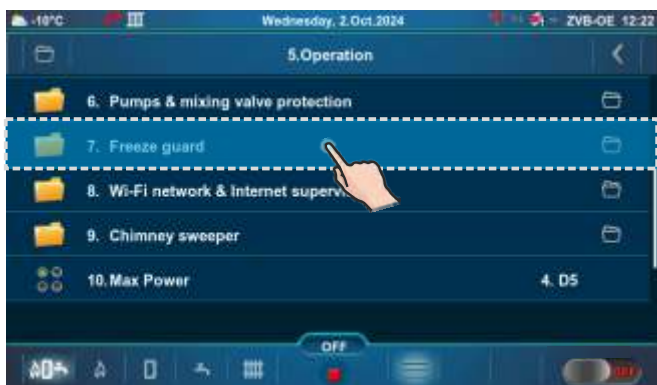 -10°C Wednesday, 2.Oct.2024 ZVB-OE 12:22
5.Operation
6. Pumps & mixing valve protection
7. Freeze guard
8. Wi-Fi network & Internet
9. Chimney sweeper
10. Max Power 4. D5
OFF
OFF